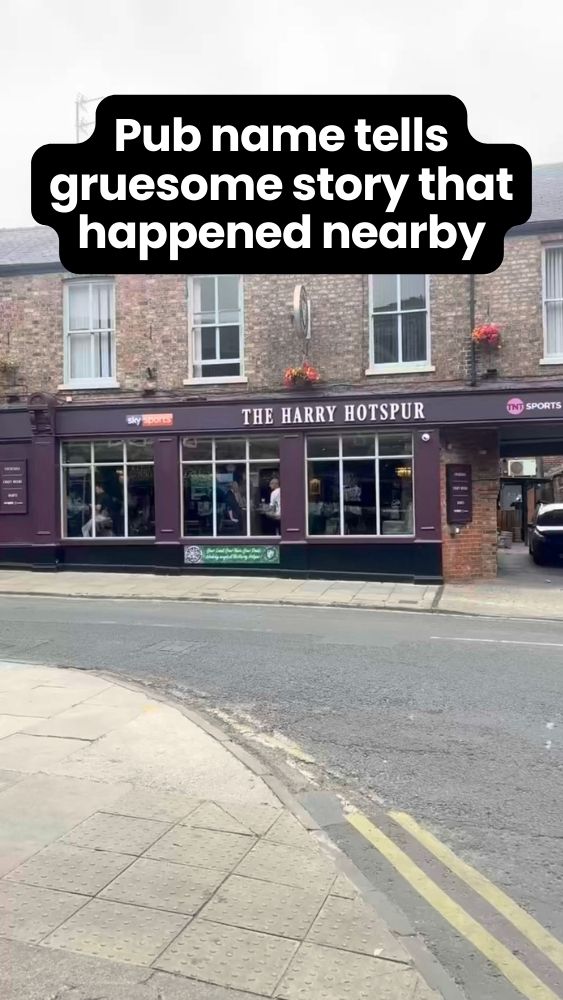 Pub name tells
gruesome story that
happened nearby
sky sports
THE HARRY HOTSPUR
TNT SPORTS